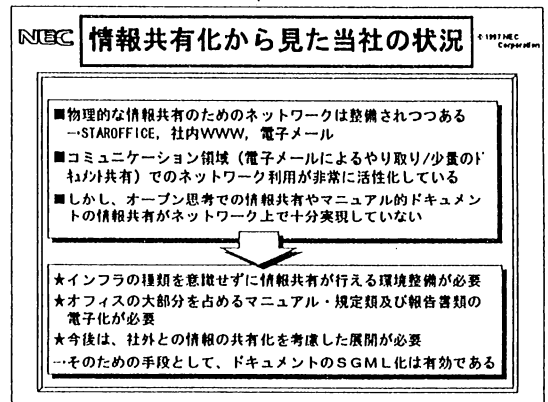 NEC
情報共有化から見た当社の状況
©1997 NEC
Corporation
■物理的な情報共有のためのネットワークは整備されつつある
→STAROFFICE, 社内WWW, 電子メール
■コミュニケーション領域（電子メールによるやり取り/少量のド
キュメント共有）でのネットワーク利用が非常に活性化している
■しかし、オープン思考での情報共有やマニュアル的ドキュメン
トの情報共有がネットワーク上で十分実現していない
★インフラの種類を意識せずに情報共有が行える環境整備が必要
★オフィスの大部分を占めるマニュアル・規定類及び報告書類の
電子化が必要
★今後は、社外との情報の共有化を考慮した展開が必要
→そのための手段として、ドキュメントのSGML化は有効である